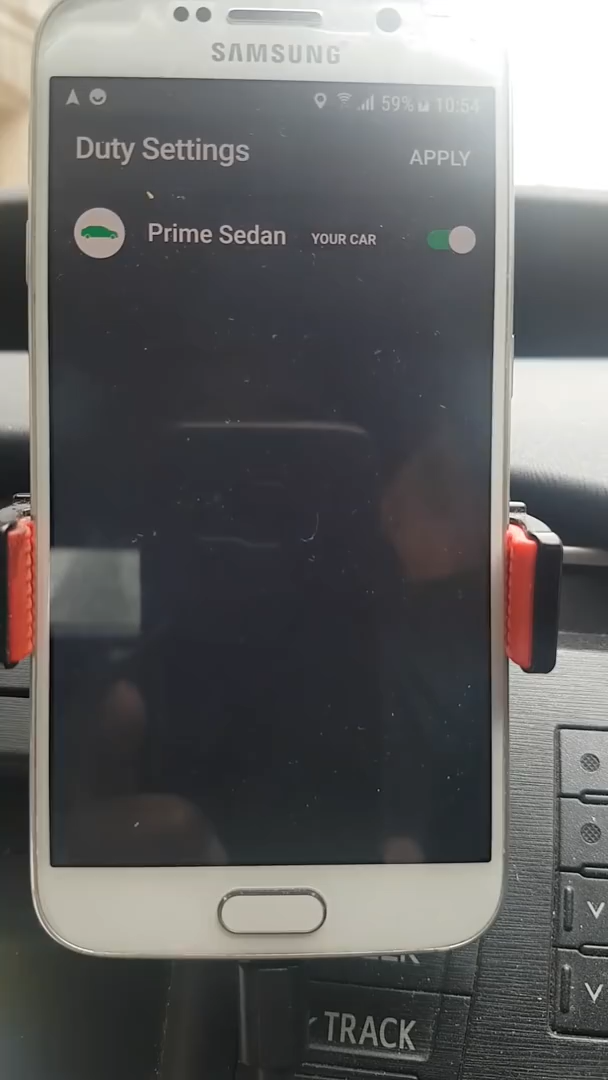 SAMSUNG
59% 10:54
Duty Settings
APPLY
Prime Sedan YOUR CAR
TRACK